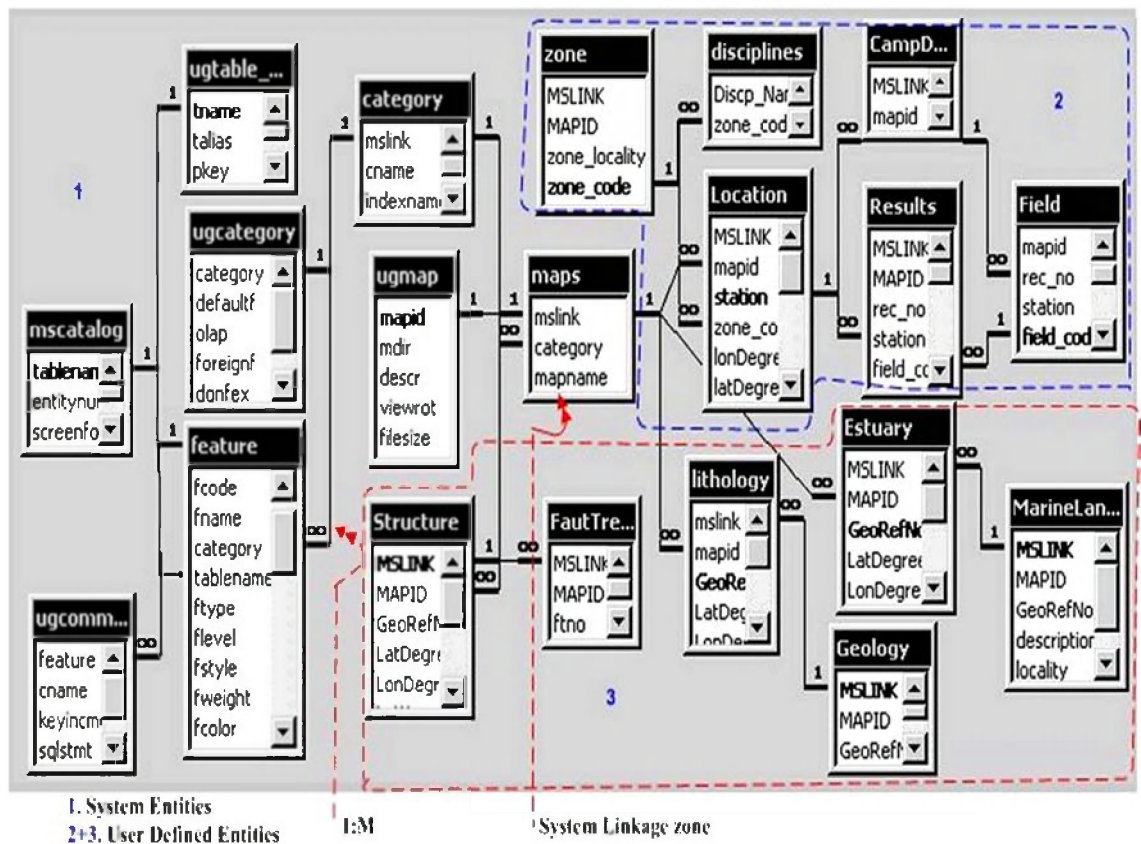 ugtable_...
tname
talias
pkey
category
mslink
cname
indexnam
zone
MSLINK
MAPID
zone_locality
zone_code
disciplines
Discp_Nar
zone_cod
CampD...
MSLINK
mapid
2
1
ugcategory
category
defaultf
olap
foreignf
donfex
ugmap
mapid
mdir
descr
viewrot
filesize
maps
mslink
category
mapname
Location
MSLINK
mapid
station
zone_co
lonDegre
latDegre
Results
MSLINK
MAPID
rec_no
station
field_cc
Field
mapid
rec_no
station
field_cod
mscatalog
tablenam
entitynur
screenfo
feature
fcode
fname
category
tablename
ftype
flevel
fstyle
fweight
fcolor
ugcomm...
feature
cname
keyincm
sqlstmt
Structure
MSLINK
MAPID
GeoRefN
LatDegre
LonDegr
FautTre...
MSLINK
MAPID
ftno
lithology
mslink
mapid
GeoRe
LatDeg
LonDe
Estuary
MSLINK
MAPID
GeoRefNo
LatDegree
LonDegre
MarineLan...
MSLINK
MAPID
GeoRefNo
description
locality
Geology
MSLINK
MAPID
GeoRefN
3
1. System Entities
2+3. User Defined Entities
1:M
System Linkage zone